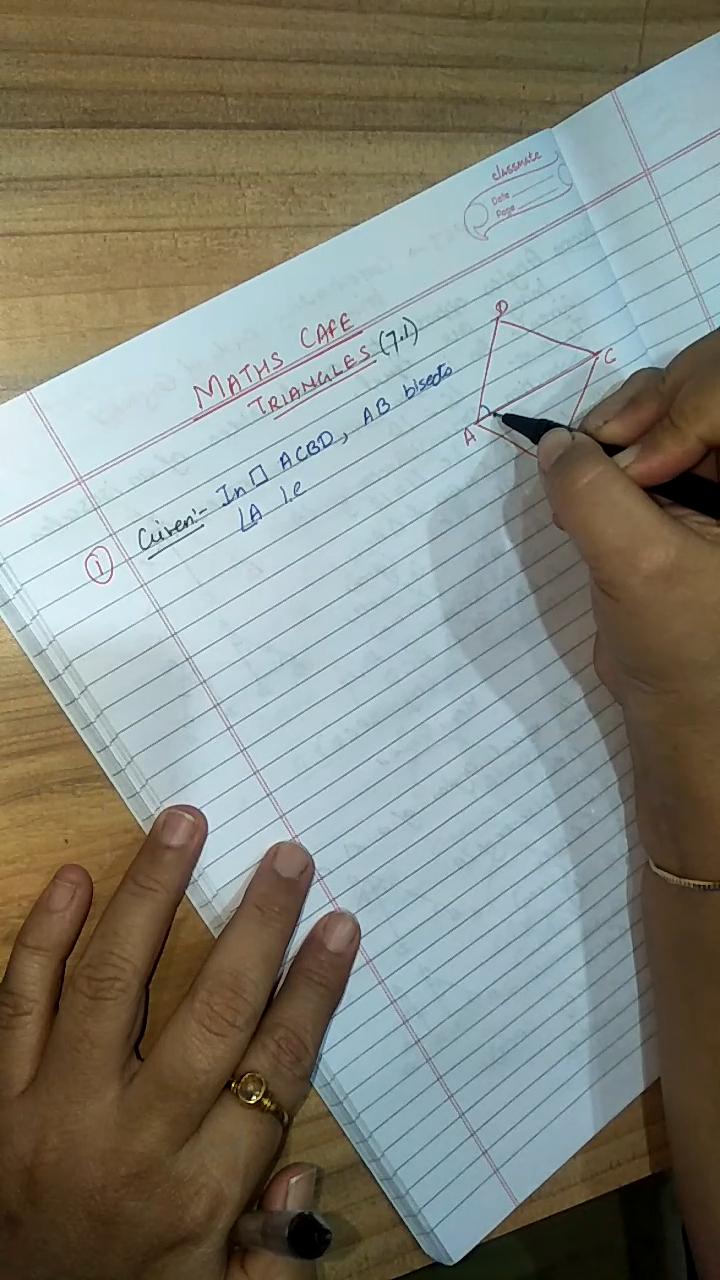 classmate
Date
Page
MATHS CAFE
TRIANGLES (7.1)
D
C
A
1 Given:- In □ ACBD, AB bisects
∠A i.e